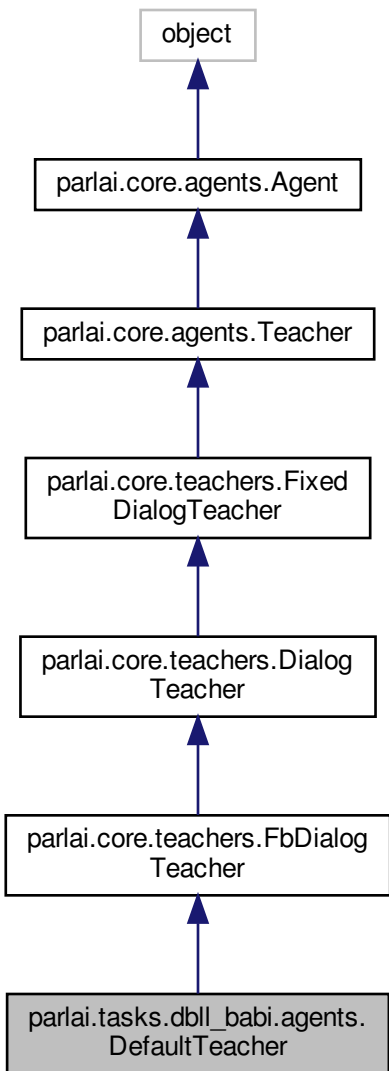 object
parlai.core.agents.Agent
parlai.core.agents.Teacher
parlai.core.teachers.Fixed
DialogTeacher
parlai.core.teachers.Dialog
Teacher
parlai.core.teachers.FbDialog
Teacher
parlai.tasks.dbll_babi.agents.
DefaultTeacher